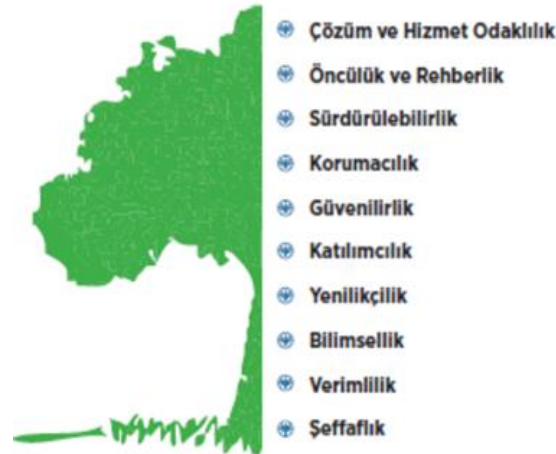 Çözüm ve Hizmet Odaklılık
Öncülük ve Rehberlik
Sürdürülebilirlik
Korumacılık
Güvenilirlik
Katılımcılık
Yenilikçilik
Bilimsellik
Verimlilik
Şeffaflık